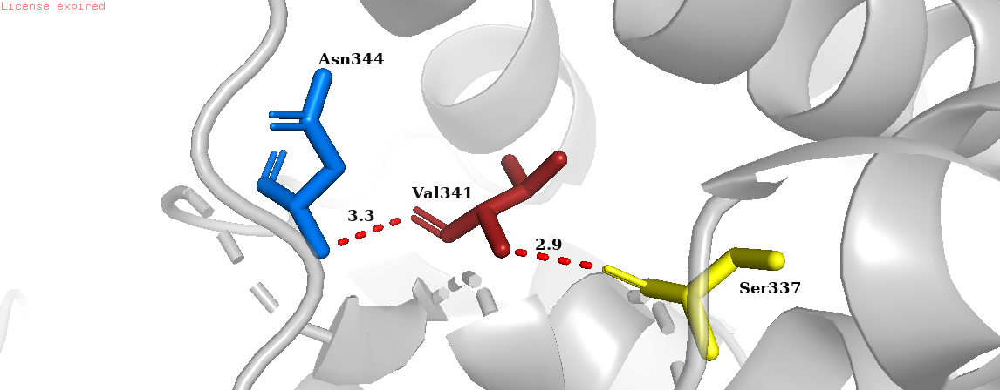 License expired
Asn344
Val341
3.3
2.9
Ser337